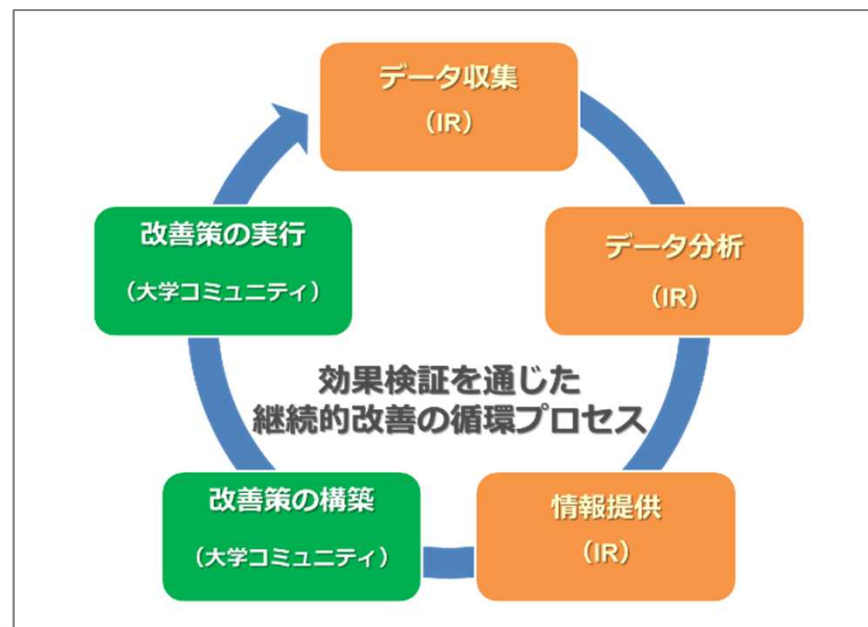 データ収集
（IR）
データ分析
（IR）
情報提供
（IR）
改善策の構築
（大学コミュニティ）
改善策の実行
（大学コミュニティ）
効果検証を通じた
継続的改善の循環プロセス